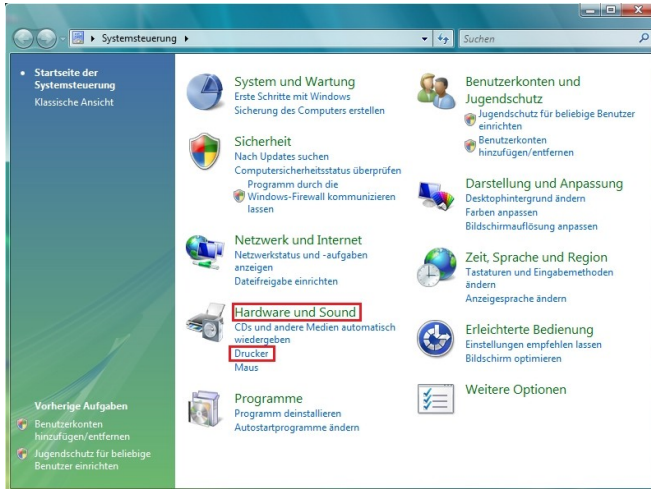 Systemsteuerung
Suchen
Startseite der
Systemsteuerung
Klassische Ansicht
Vorherige Aufgaben
Benutzerkonten
hinzufügen/entfernen
Jugendschutz für beliebige
Benutzer einrichten
System und Wartung
Erste Schritte mit Windows
Sicherung des Computers erstellen
Sicherheit
Nach Updates suchen
Computersicherheitsstatus überprüfen
Programm durch die
Windows-Firewall kommunizieren
lassen
Netzwerk und Internet
Netzwerkstatus und -aufgaben
anzeigen
Dateifreigabe einrichten
Hardware und Sound
CDs und andere Medien automatisch
wiedergeben
Drucker
Maus
Programme
Programm deinstallieren
Autostartprogramme ändern
Benutzerkonten und
Jugendschutz
Jugendschutz für beliebige Benutzer
einrichten
Benutzerkonten
hinzufügen/entfernen
Darstellung und Anpassung
Desktophintergrund ändern
Farben anpassen
Bildschirmauflösung anpassen
Zeit, Sprache und Region
Tastaturen und Eingabemethoden
ändern
Anzeigesprache ändern
Erleichterte Bedienung
Einstellungen empfehlen lassen
Bildschirm optimieren
Weitere Optionen